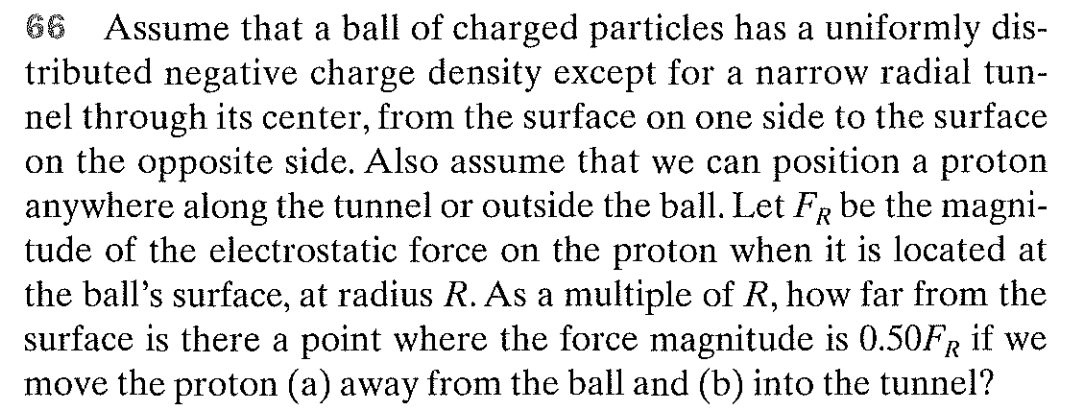 66 Assume that a ball of charged particles has a uniformly dis-
tributed negative charge density except for a narrow radial tun-
nel through its center, from the surface on one side to the surface
on the opposite side. Also assume that we can position a proton
anywhere along the tunnel or outside the ball. Let F_R be the magni-
tude of the electrostatic force on the proton when it is located at
the ball's surface, at radius R. As a multiple of R, how far from the
surface is there a point where the force magnitude is 0.50F_R if we
move the proton (a) away from the ball and (b) into the tunnel?